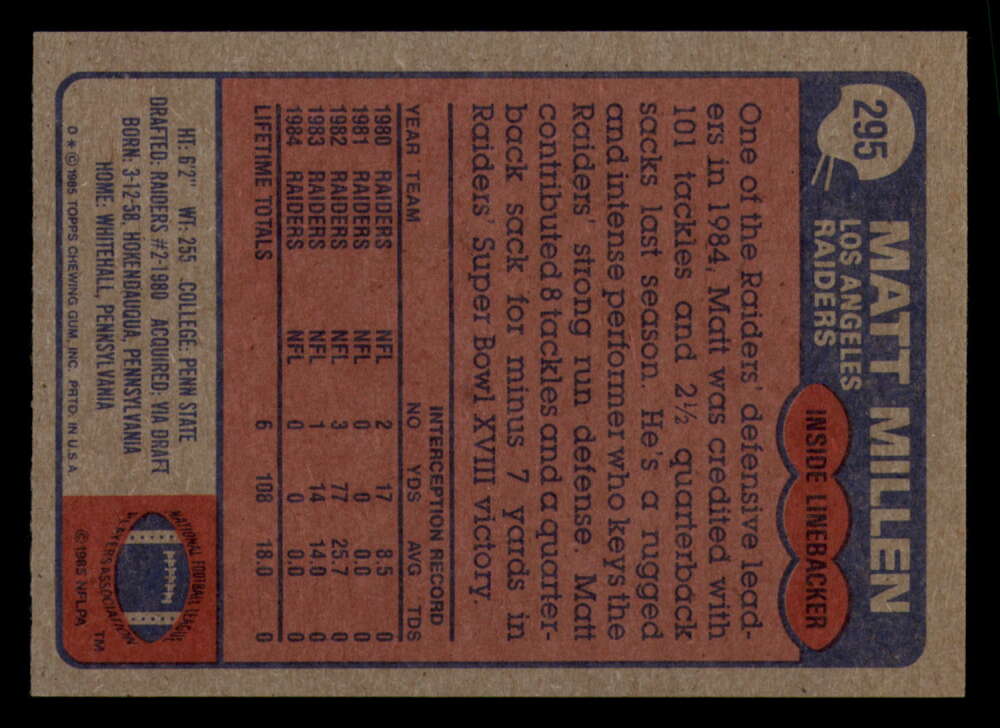 295
MATT MILLEN
LOS ANGELES
RAIDERS
INSIDE LINEBACKER
One of the Raiders' defensive lead-
ers in 1984, Matt was credited with
101 tackles and 2½ quarterback
sacks last season. He's a rugged
and intense performer who keys the
Raiders' strong run defense. Matt
contributed 8 tackles and a quarter-
back sack for minus 7 yards in
Raiders' Super Bowl XVIII victory.
INTERCEPTION RECORD
YEAR TEAM NO YDS AVG TDS
1980 RAIDERS NFL 2 17 8.5 0
1981 RAIDERS NFL 0 0 0.0 0
1982 RAIDERS NFL 3 77 25.7 0
1983 RAIDERS NFL 1 14 14.0 0
1984 RAIDERS NFL 0 0 0.0 0
LIFETIME TOTALS 6 108 18.0 0
HT: 6'2" WT: 255 COLLEGE: PENN STATE
DRAFTED: RAIDERS #2-1980 ACQUIRED: VIA DRAFT
BORN: 3-12-58, HOKENDAUQUA, PENNSYLVANIA
HOME: WHITEHALL, PENNSYLVANIA
D * © 1985 TOPPS CHEWING GUM, INC. PRTD. IN U.S.A.
NATIONAL FOOTBALL LEAGUE
PLAYERS ASSOCIATION
TM
© 1985 NFLPA